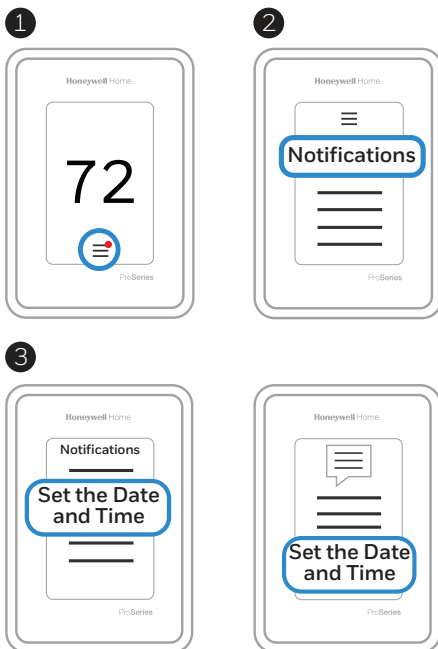 1
2
Honeywell Home
72
ProSeries
Honeywell Home
Notifications
ProSeries
3
Honeywell Home
Notifications
Set the Date
and Time
ProSeries
Honeywell Home
Set the Date
and Time
ProSeries